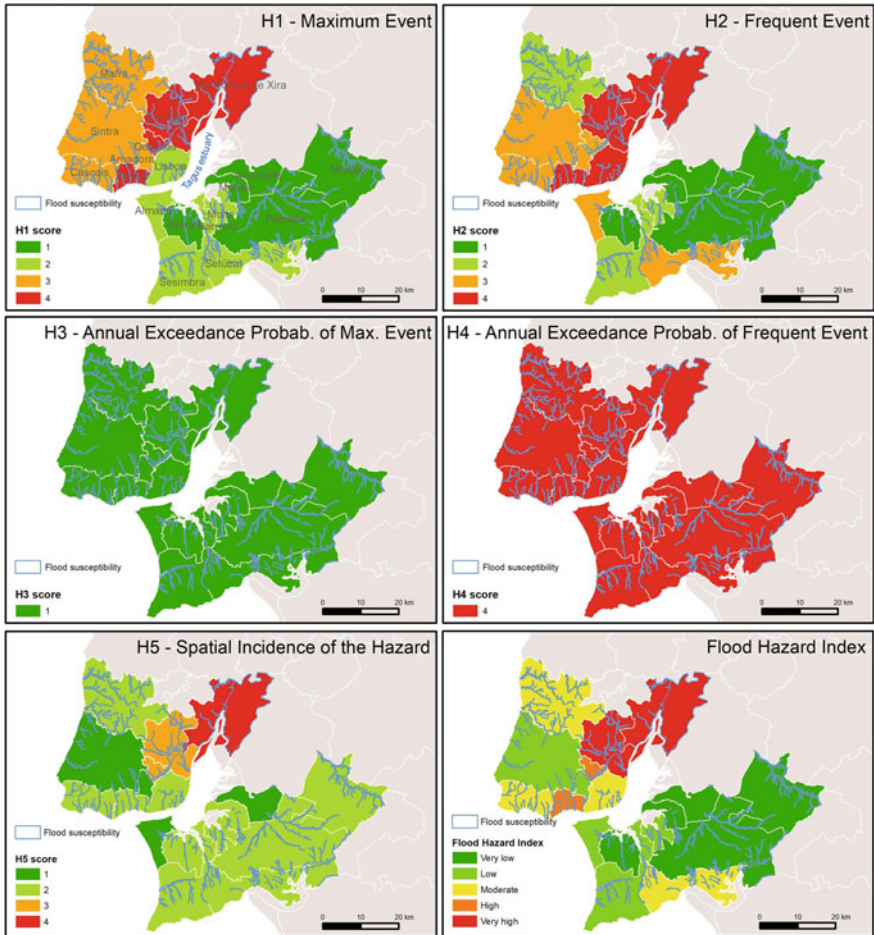 H1 - Maximum Event
Mafra
Sintra
Cascais
Amadora
Lisbon
Tagus estuary
de Xira
Almada
Moita
Palmela
Setúbal
Sesimbra
Flood susceptibility
H1 score
1
2
3
4
0 10 20 km
H2 - Frequent Event
Flood susceptibility
H2 score
1
2
3
4
0 10 20 km
H3 - Annual Exceedance Probab. of Max. Event
Flood susceptibility
H3 score
1
0 10 20 km
H4 - Annual Exceedance Probab. of Frequent Event
Flood susceptibility
H4 score
4
0 10 20 km
H5 - Spatial Incidence of the Hazard
Flood susceptibility
H5 score
1
2
3
4
0 10 20 km
Flood Hazard Index
Flood susceptibility
Flood Hazard Index
Very low
Low
Moderate
High
Very high
0 10 20 km